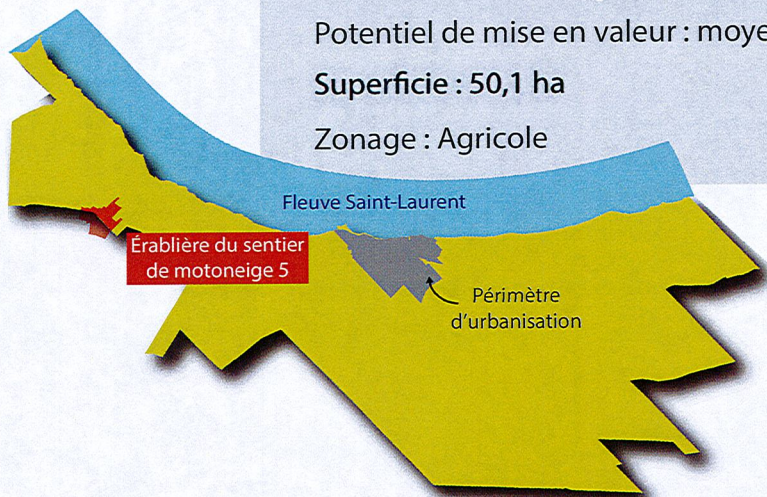 Potentiel de mise en valeur : moye
Superficie : 50,1 ha
Zonage : Agricole
Fleuve Saint-Laurent
Érablière du sentier
de motoneige 5
Périmètre
d'urbanisation